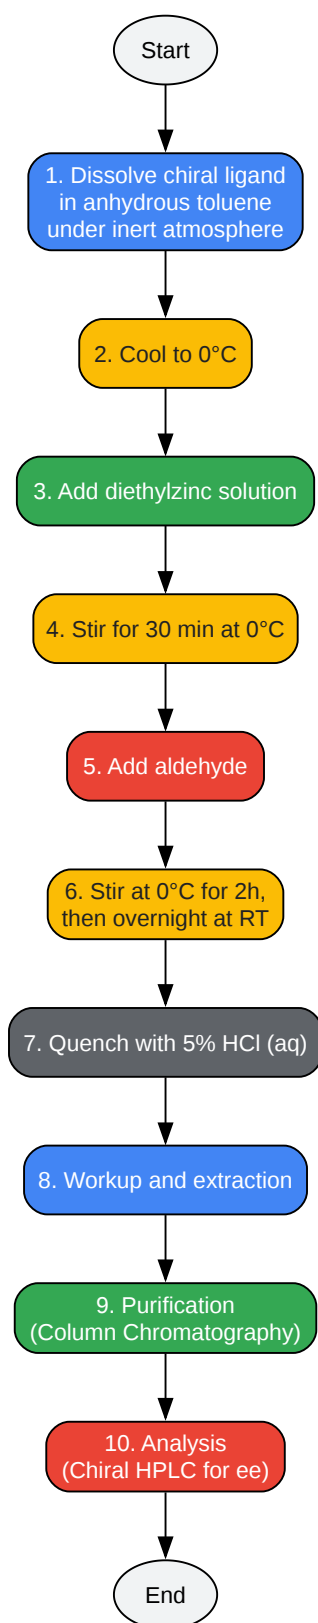 Start
1. Dissolve chiral ligand
in anhydrous toluene
under inert atmosphere
2. Cool to 0°C
3. Add diethylzinc solution
4. Stir for 30 min at 0°C
5. Add aldehyde
6. Stir at 0°C for 2h,
then overnight at RT
7. Quench with 5% HCl (aq)
8. Workup and extraction
9. Purification
(Column Chromatography)
10. Analysis
(Chiral HPLC for ee)
End